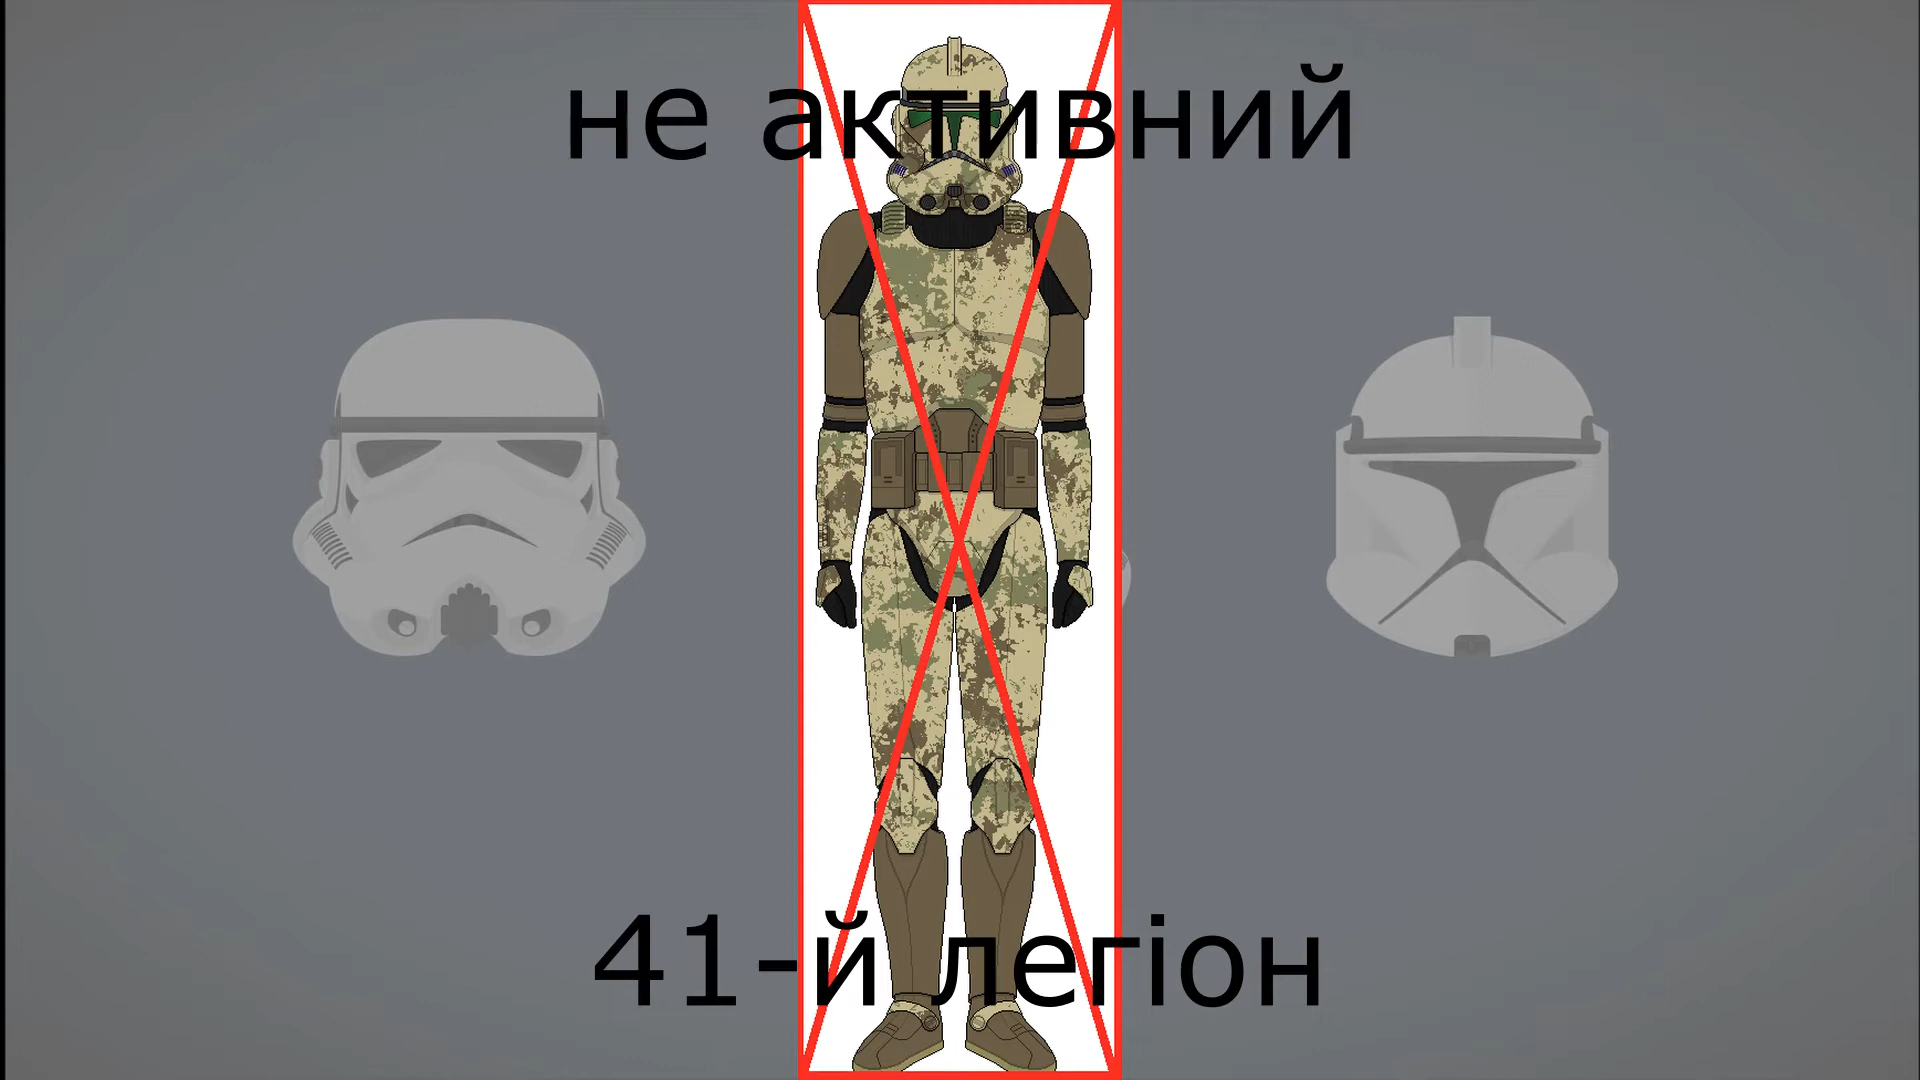 не активний
41-й легіон